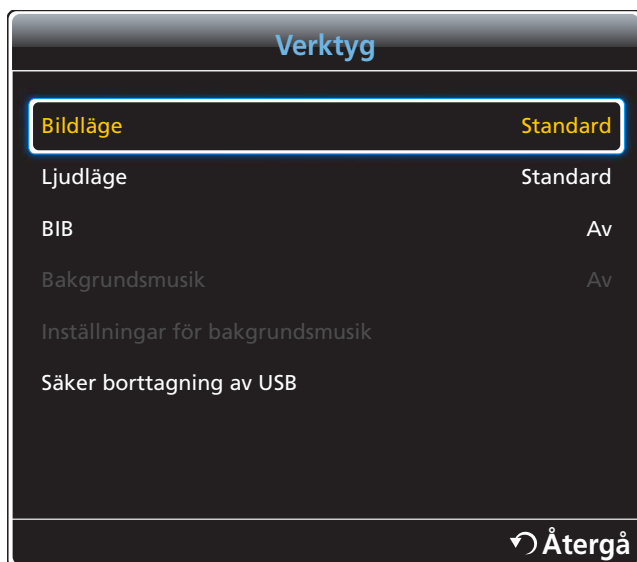 Verktyg
Bildläge Standard
Ljudläge Standard
BIB Av
Bakgrundsmusik Av
Inställningar för bakgrundsmusik
Säker borttagning av USB
Återgå